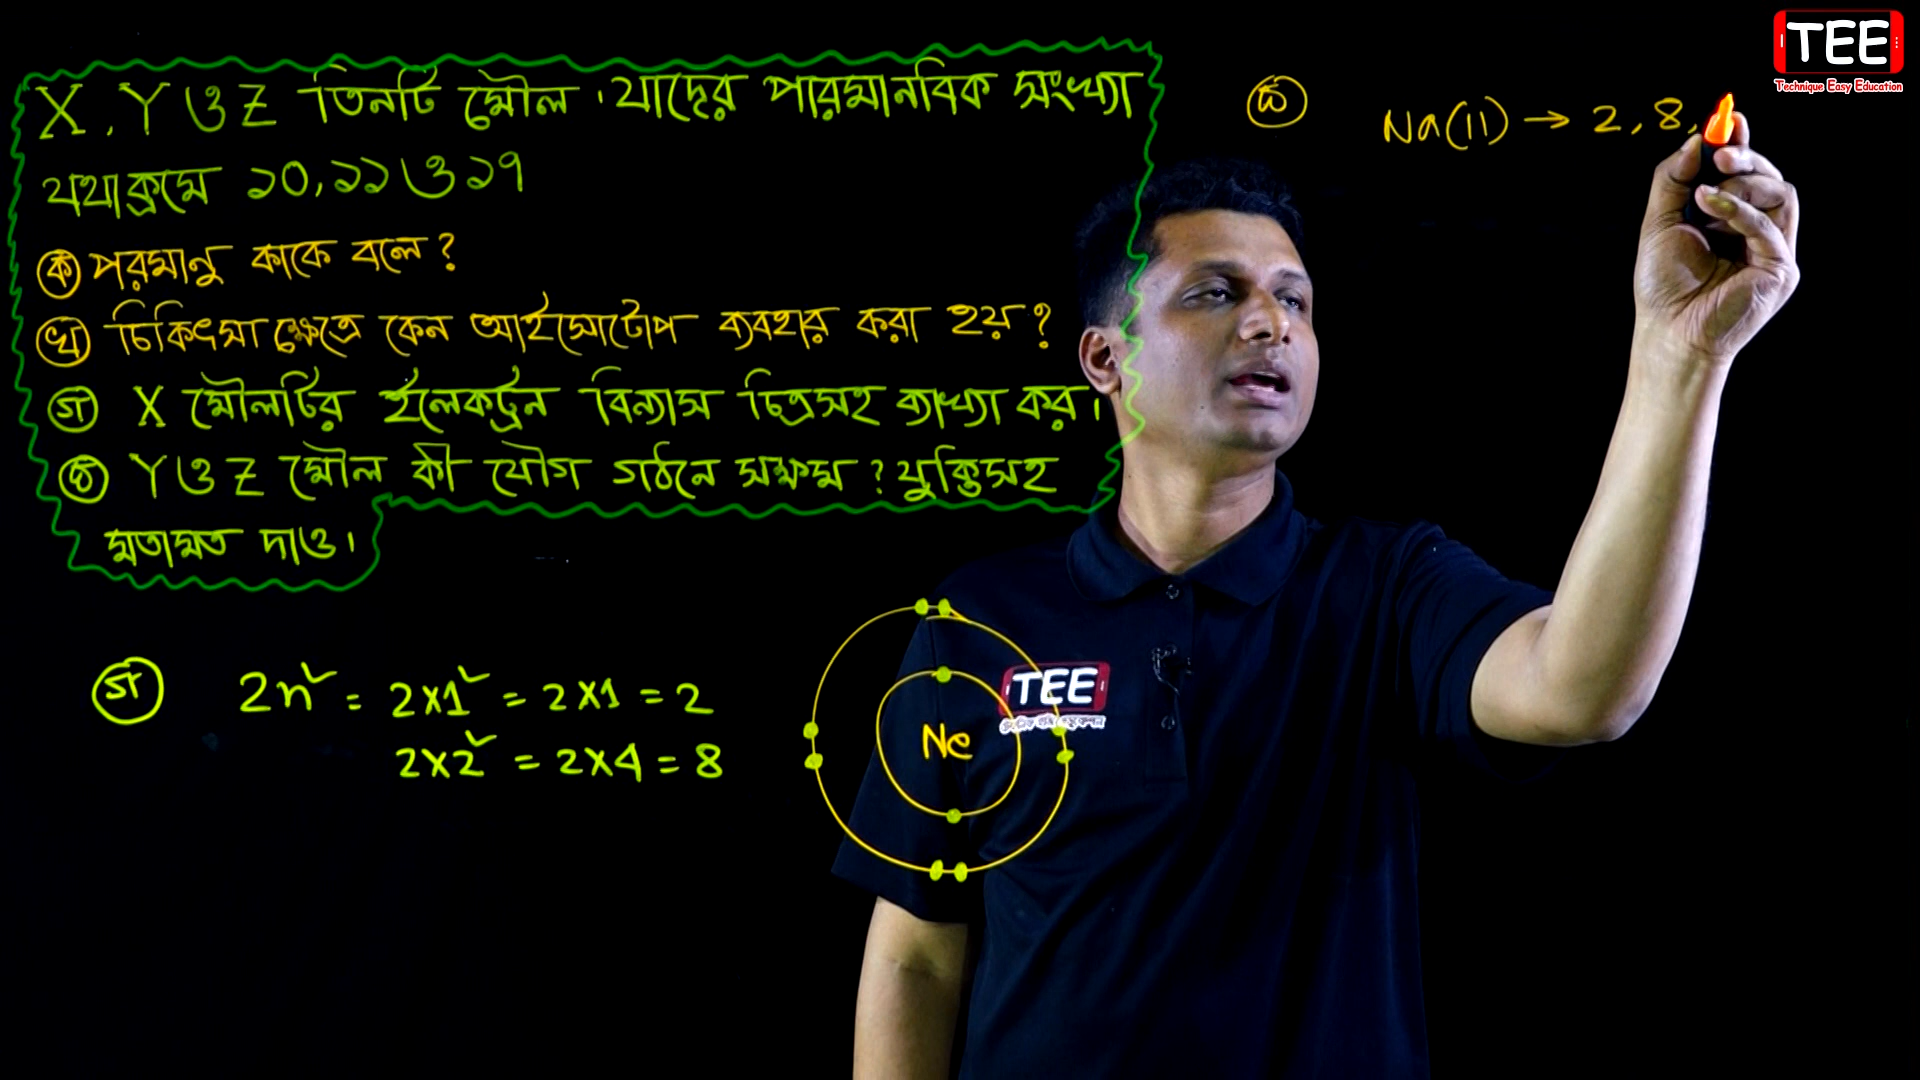 X, Y ও Z তিনটি মৌল। যাদের পারমানবিক সংখ্যা
যথাক্রমে ১০, ১১ ও ১৭
ক পরমানু কাকে বলে?
খ চিকিৎসা ক্ষেত্রে কেন আইসোটোপ ব্যবহার করা হয়?
গ X মৌলটির ইলেকট্রন বিন্যাস চিত্রসহ ব্যাখ্যা কর।
ঘ Y ও Z মৌল কী যৌগ গঠনে সক্ষম? যুক্তিসহ
মতামত দাও।
গ 2n² = 2×1² = 2×1 = 2
2×2² = 2×4 = 8
Ne
ঘ Na(11) → 2, 8,
TEE
Technique Easy Education
TEE